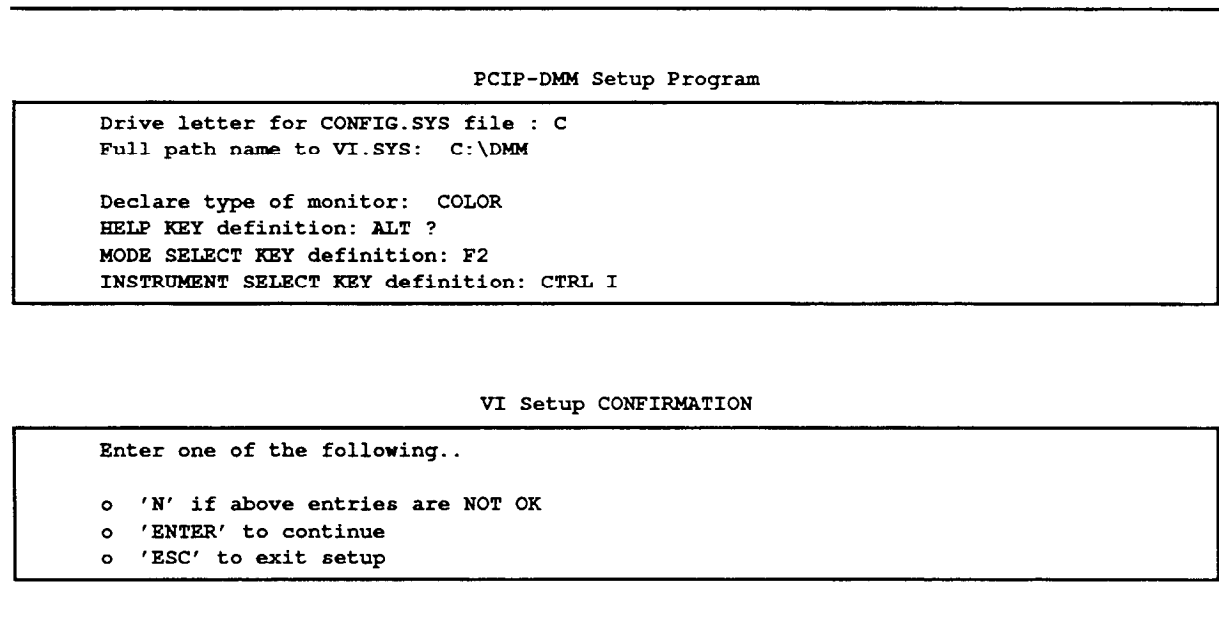 PCIP-DMM Setup Program
Drive letter for CONFIG.SYS file : C
Full path name to VI.SYS: C:\DMM
Declare type of monitor: COLOR
HELP KEY definition: ALT ?
MODE SELECT KEY definition: F2
INSTRUMENT SELECT KEY definition: CTRL I
VI Setup CONFIRMATION
Enter one of the following..
o 'N' if above entries are NOT OK
o 'ENTER' to continue
o 'ESC' to exit setup